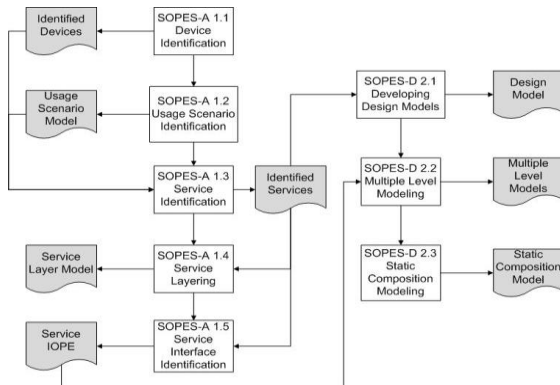 Identified
Devices
SOPES-A 1.1
Device
Identification
Usage
Scenario
Model
SOPES-A 1.2
Usage Scenario
Identification
SOPES-A 1.3
Service
Identification
Identified
Services
Service
Layer Model
SOPES-A 1.4
Service
Layering
Service
IOPE
SOPES-A 1.5
Service
Interface
Identification
SOPES-D 2.1
Developing
Design Models
Design
Model
SOPES-D 2.2
Multiple Level
Modeling
Multiple
Level
Models
SOPES-D 2.3
Static
Composition
Modeling
Static
Composition
Model